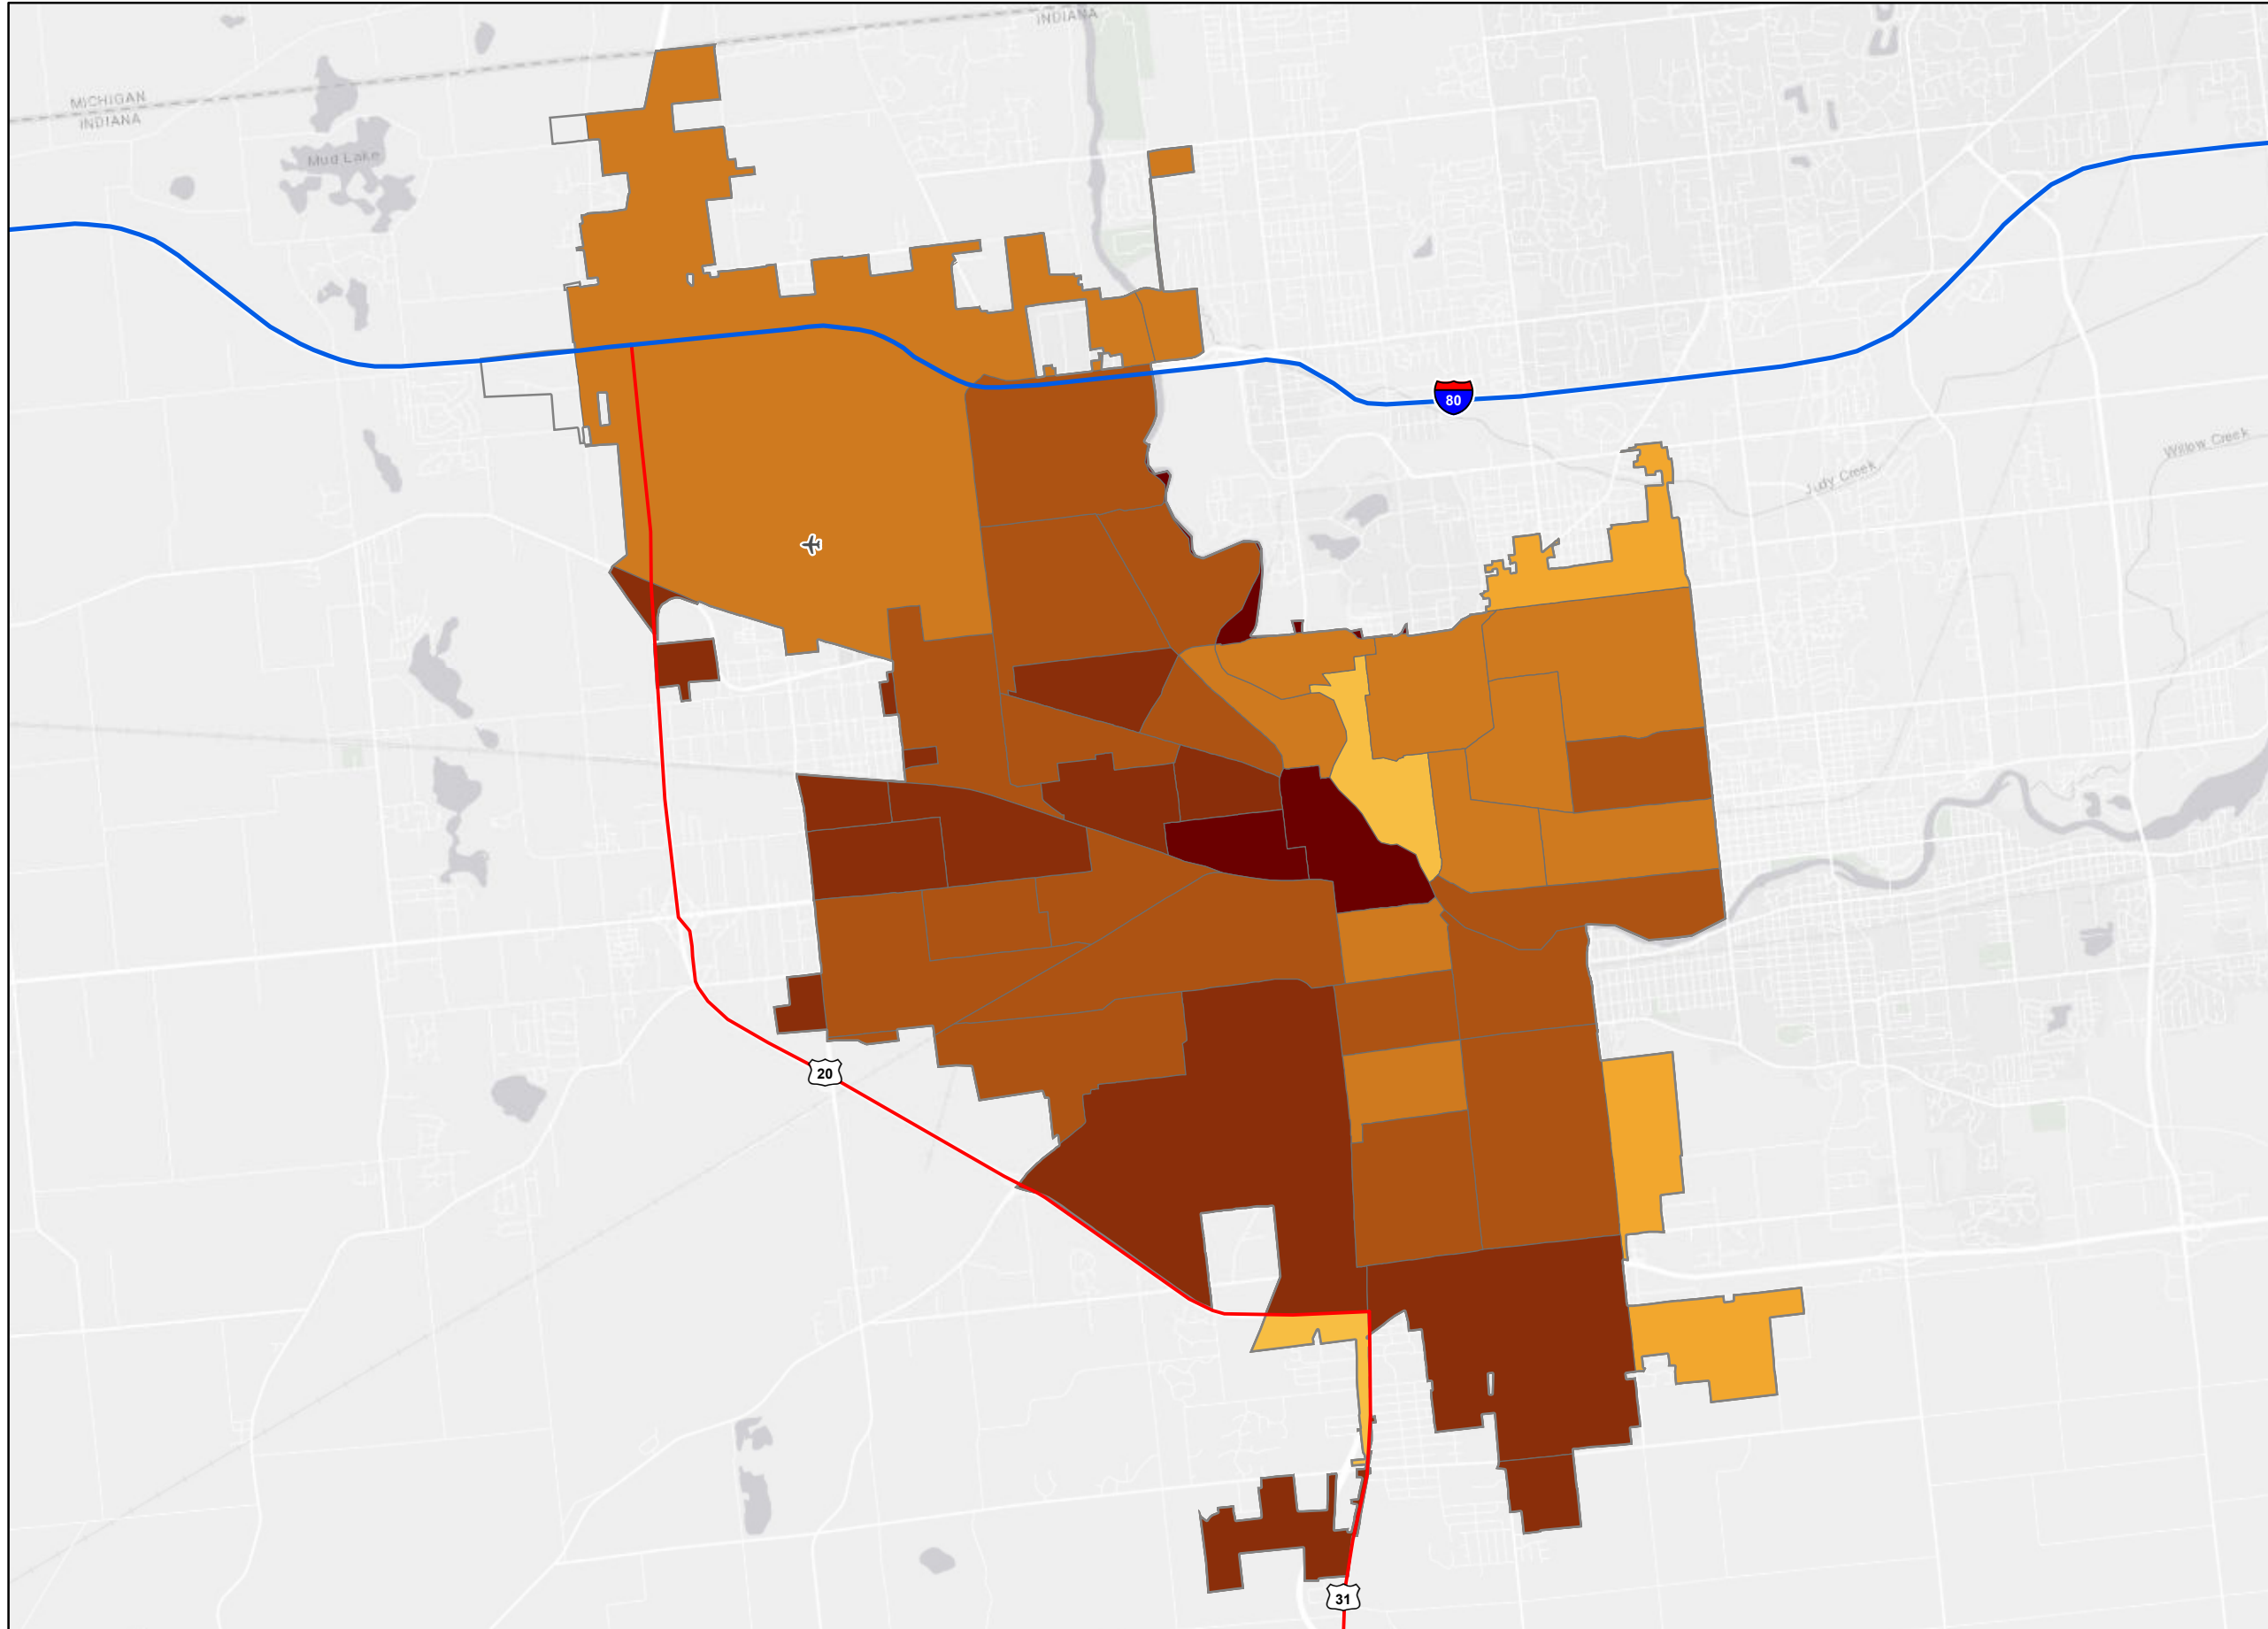 INDIANA
MICHIGAN
INDIANA
Mud Lake
80
Willow Creek
Judy Creek
20
31